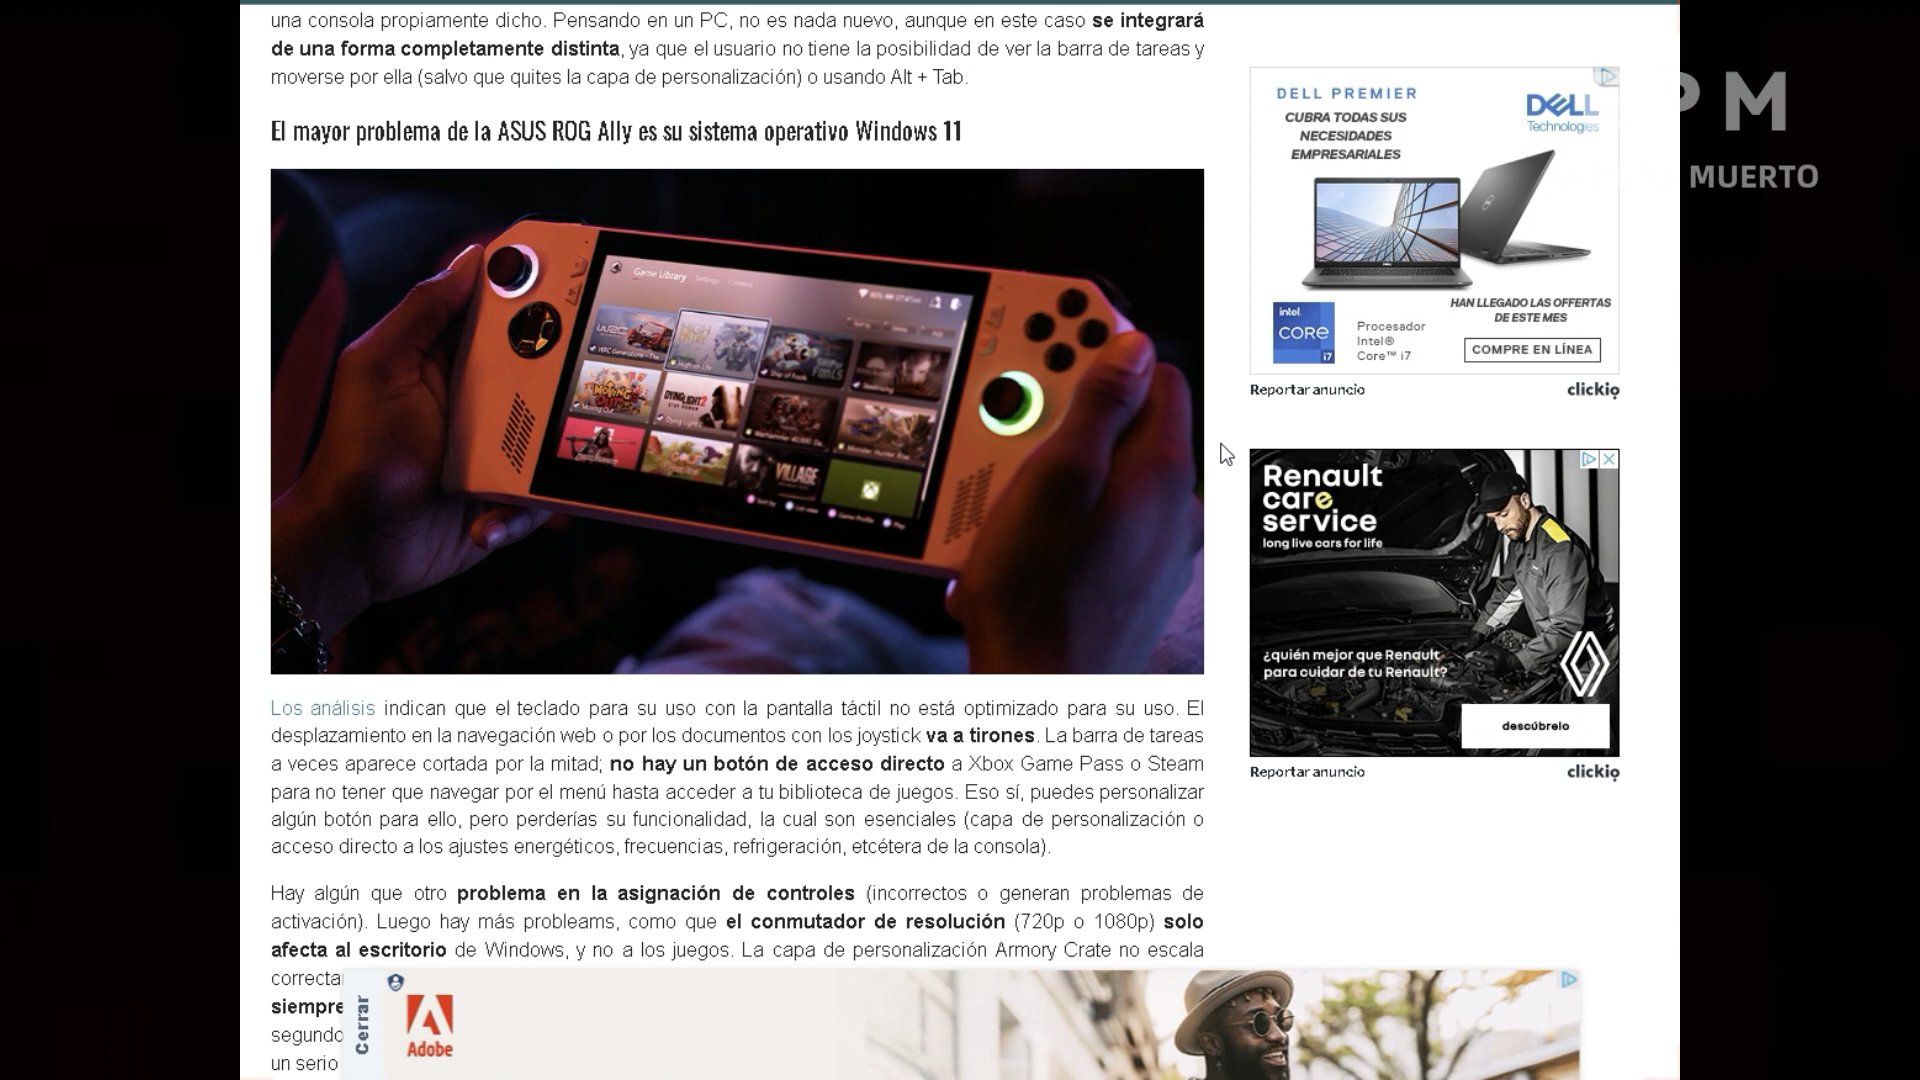 una consola propiamente dicho. Pensando en un PC, no es nada nuevo, aunque en este caso se integrará
de una forma completamente distinta, ya que el usuario no tiene la posibilidad de ver la barra de tareas y
moverse por ella (salvo que quites la capa de personalización) o usando Alt + Tab.
El mayor problema de la ASUS ROG Ally es su sistema operativo Windows 11
Game Library
Settings
WRC
Moving Out
DYING LIGHT 2
VILLAGE
Game Profile
Play
Los análisis indican que el teclado para su uso con la pantalla táctil no está optimizado para su uso. El
desplazamiento en la navegación web o por los documentos con los joystick va a tirones. La barra de tareas
a veces aparece cortada por la mitad; no hay un botón de acceso directo a Xbox Game Pass o Steam
para no tener que navegar por el menú hasta acceder a tu biblioteca de juegos. Eso sí, puedes personalizar
algún botón para ello, pero perderías su funcionalidad, la cual son esenciales (capa de personalización o
acceso directo a los ajustes energéticos, frecuencias, refrigeración, etcétera de la consola).
Hay algún que otro problema en la asignación de controles (incorrectos o generan problemas de
activación). Luego hay más probleams, como que el conmutador de resolución (720p o 1080p) solo
afecta al escritorio de Windows, y no a los juegos. La capa de personalización Armory Crate no escala
correcta
siempre
segundo
un serio
Cerrar
Adobe
DELL PREMIER
CUBRA TODAS SUS
NECESIDADES
EMPRESARIALES
DELL
Technologies
HAN LLEGADO LAS OFERTAS
DE ESTE MES
intel
CORE
i7
Procesador
Intel®
Core™ i7
COMPRE EN LÍNEA
Reportar anuncio
clickio
Renault
care
service
long live cars for life
¿quién mejor que Renault
para cuidar de tu Renault?
descúbrelo
Reportar anuncio
clickio
PM
MUERTO